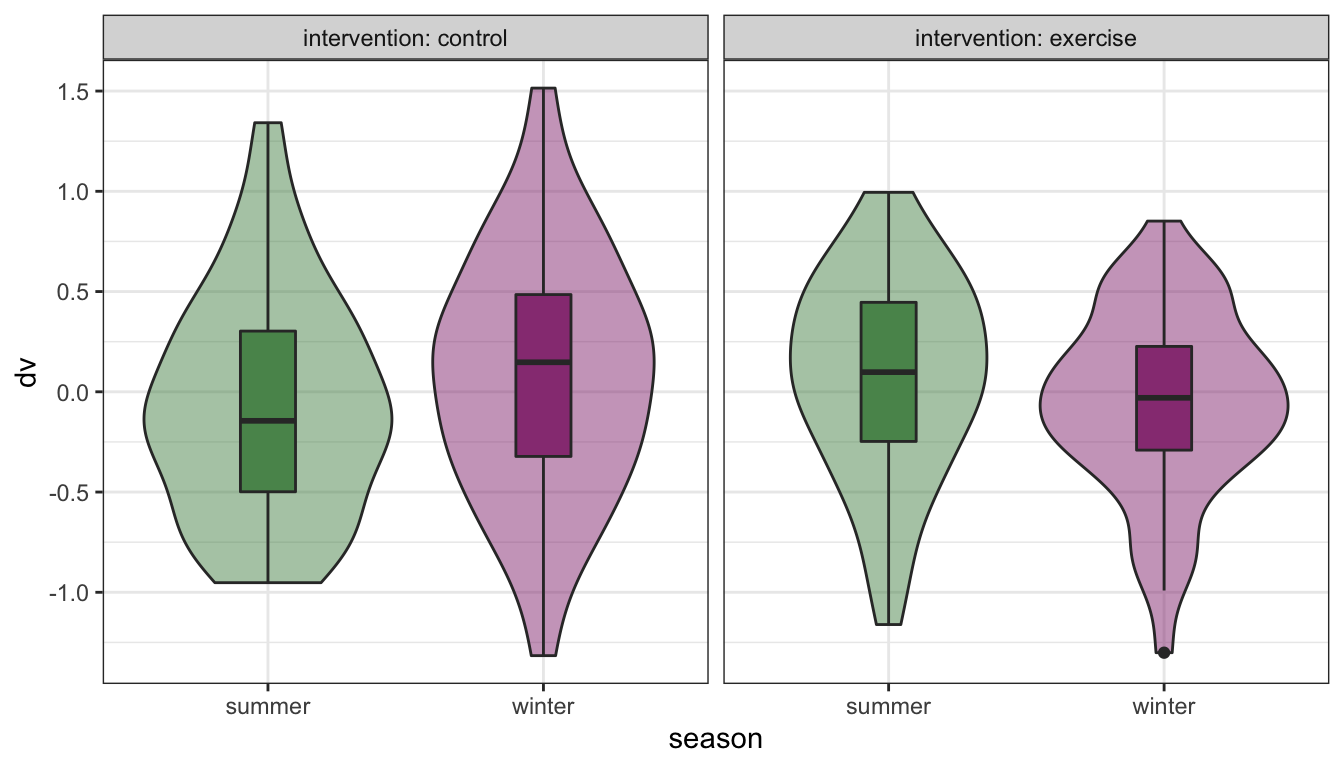 intervention: control
intervention: exercise
dv
1.5
1.0
0.5
0.0
-0.5
-1.0
summer
winter
summer
winter
season